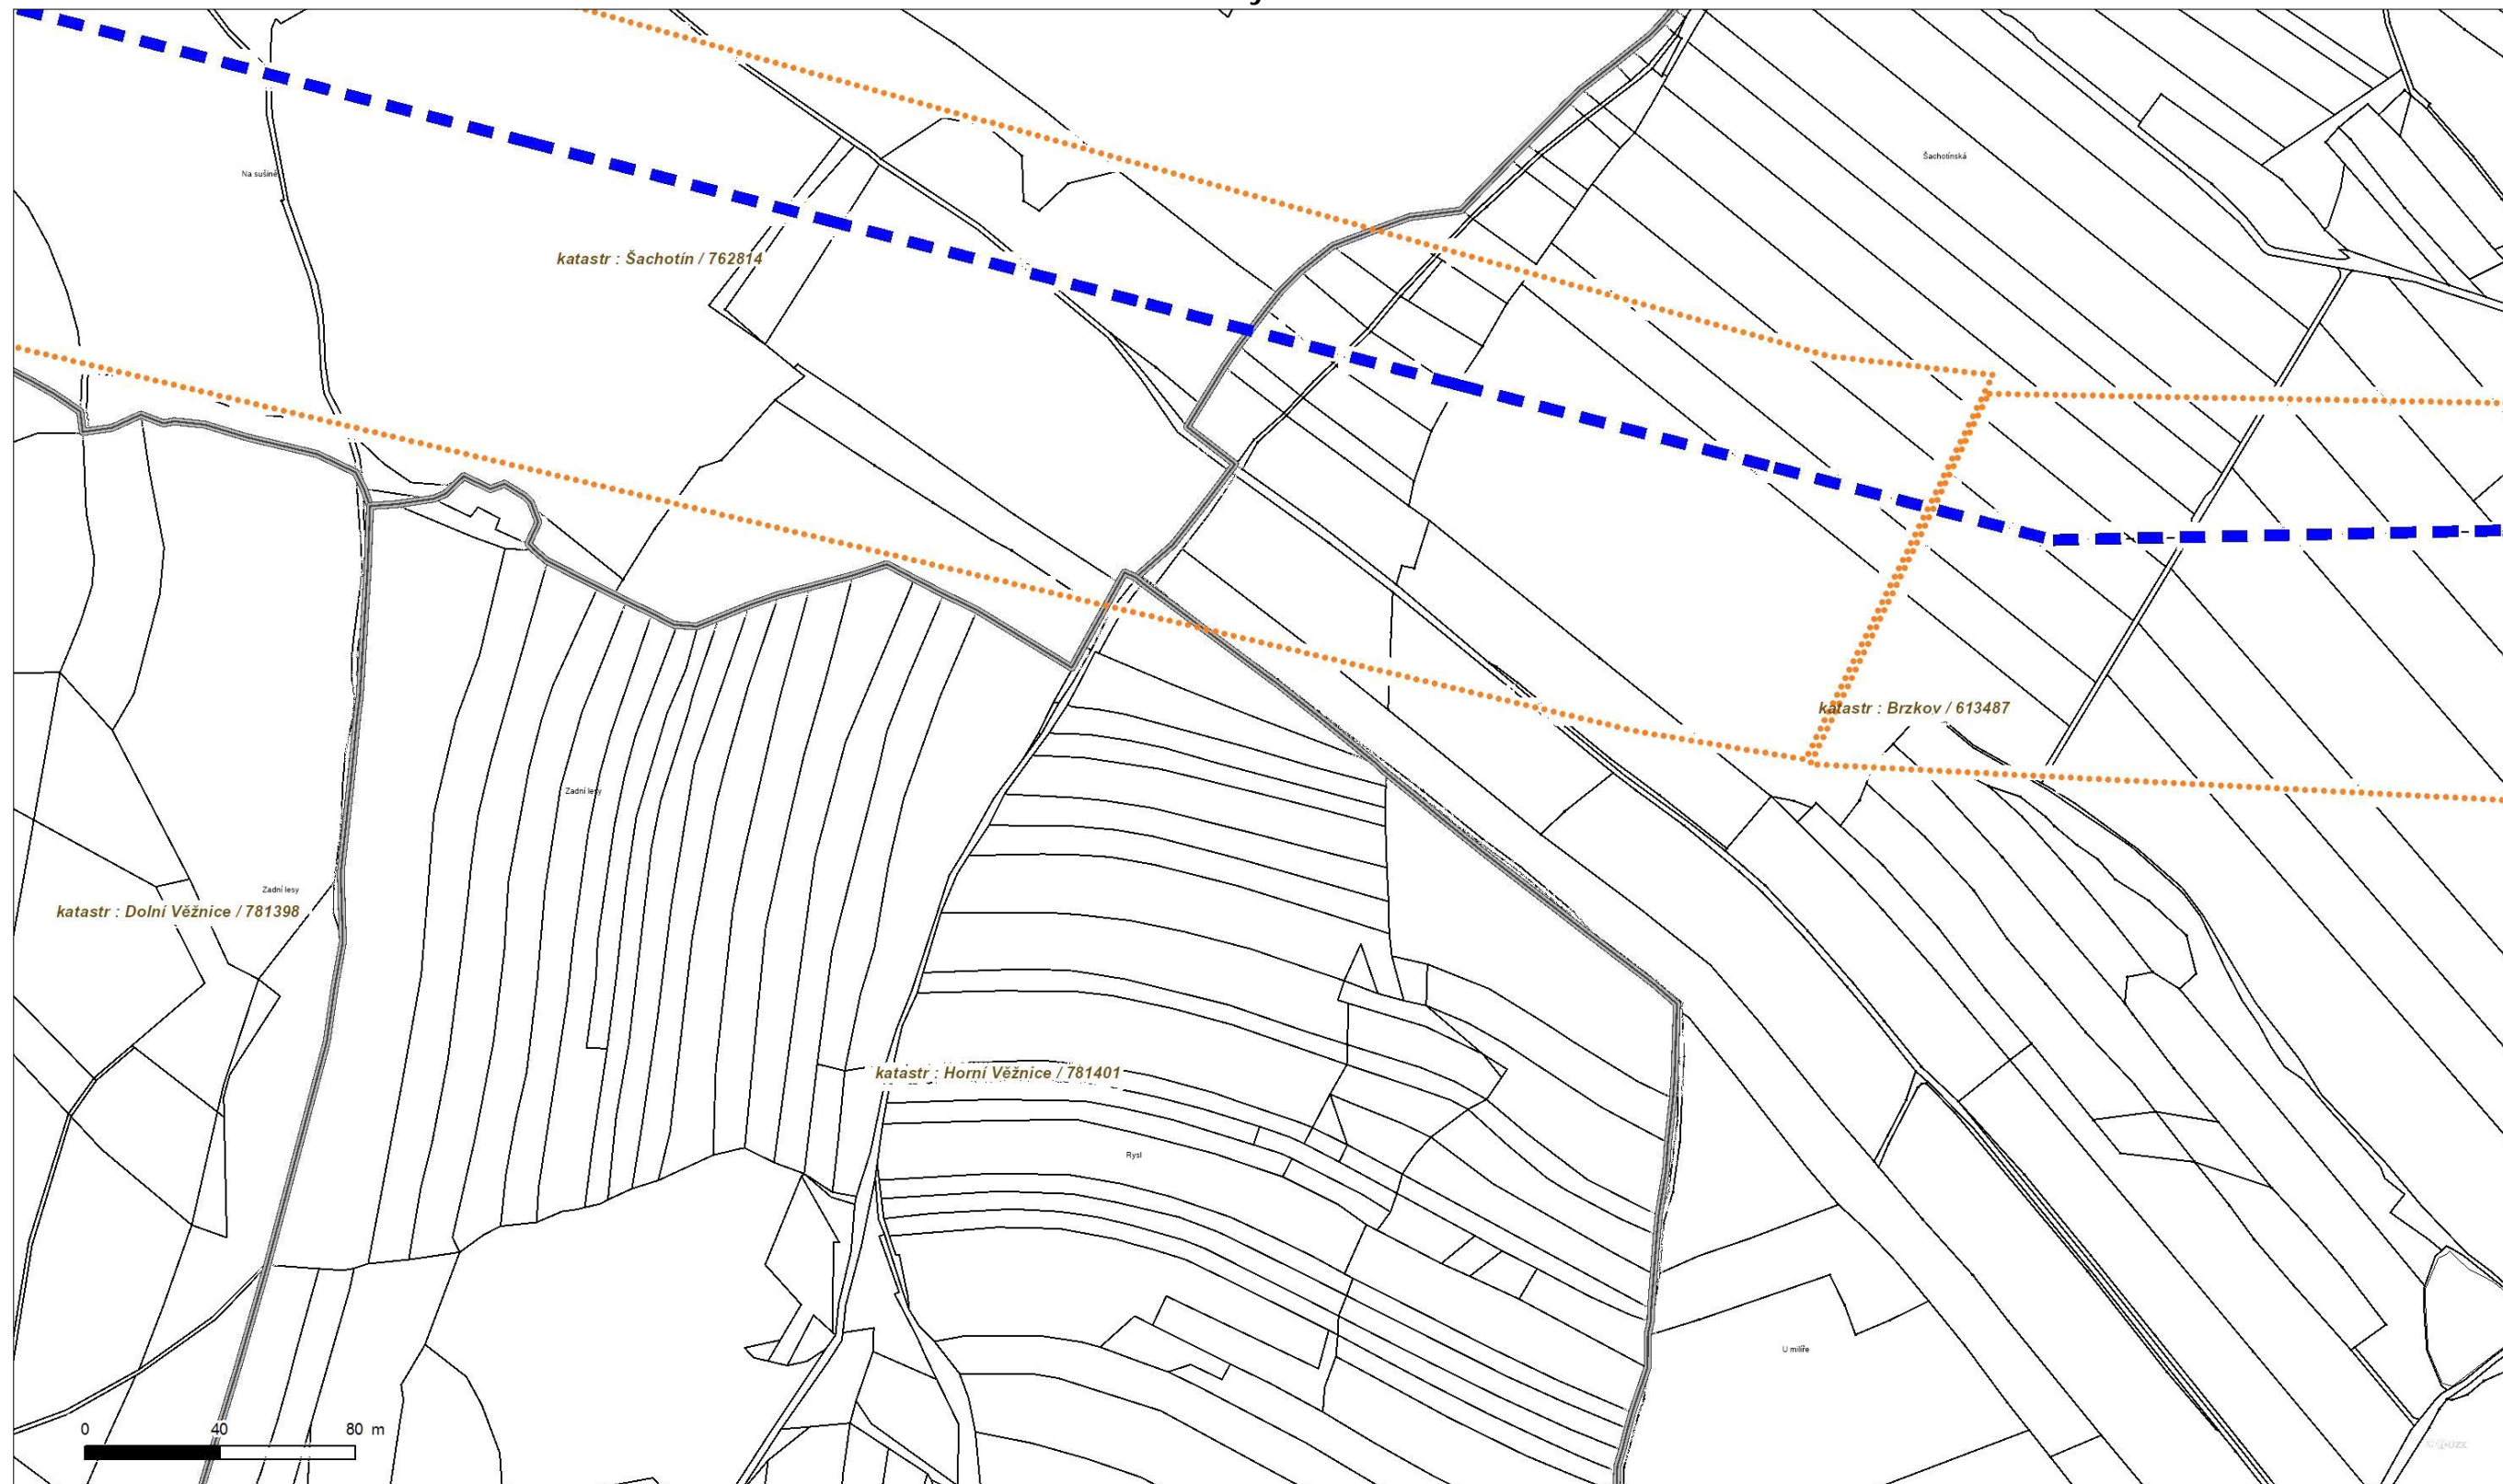 Šachotínská
Na sušině
katastr : Šachotín / 762814
katastr : Brzkov / 613487
Zadní lesy
Zadní lesy
katastr : Dolní Věžnice / 781398
katastr : Horní Věžnice / 781401
Rysl
U milíře
0 40 80 m